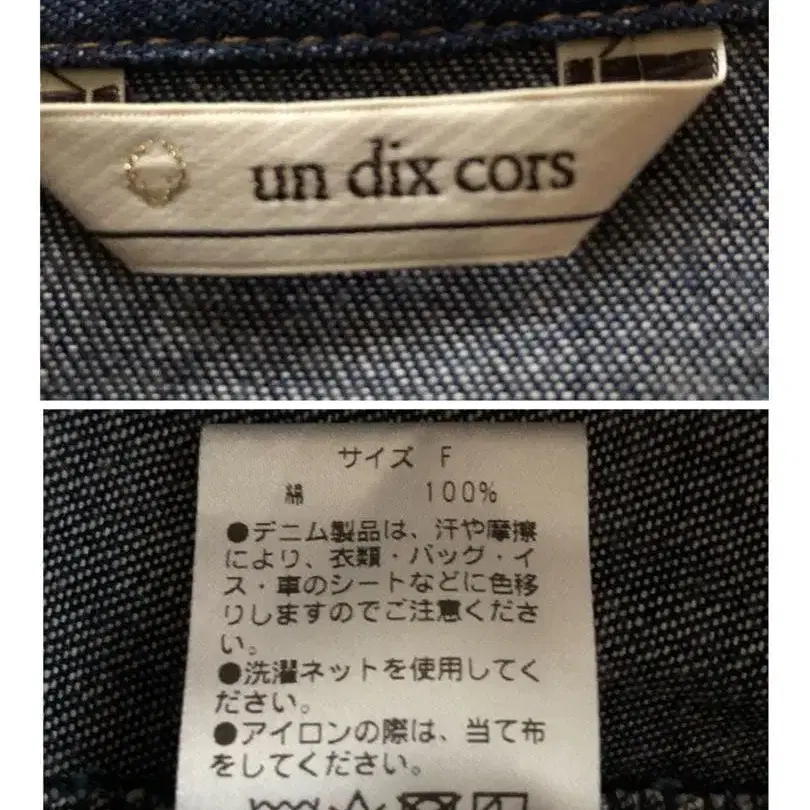 un dix cors
サイズ F
綿 100%
●デニム製品は、汗や摩擦
により、衣類・バッグ・イ
ス・車のシートなどに色移
りしますのでご注意くださ
い。
●洗濯ネットを使用してく
ださい。
●アイロンの際は、当て布
をしてください。